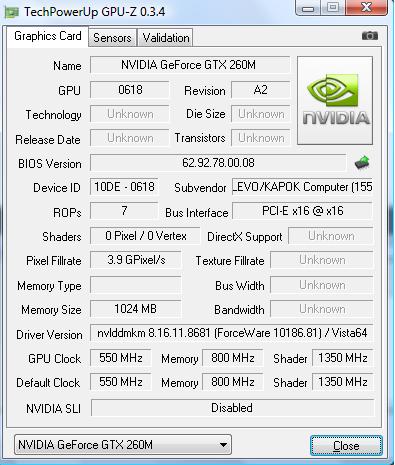 TechPowerUp GPU-Z 0.3.4
Graphics Card Sensors Validation
Name NVIDIA GeForce GTX 260M
GPU 0618 Revision A2
Technology Unknown Die Size Unknown
Release Date Unknown Transistors Unknown
NVIDIA
BIOS Version 62.92.78.00.08
Device ID 10DE - 0618 Subvendor LEVO/KAPOK Computer (155
ROPs 7 Bus Interface PCI-E x16 @ x16
Shaders 0 Pixel / 0 Vertex DirectX Support Unknown
Pixel Fillrate 3.9 GPixel/s Texture Fillrate Unknown
Memory Type Bus Width Unknown
Memory Size 1024 MB Bandwidth Unknown
Driver Version nvlddmkm 8.16.11.8681 (ForceWare 10186.81) / Vista64
GPU Clock 550 MHz Memory 800 MHz Shader 1350 MHz
Default Clock 550 MHz Memory 800 MHz Shader 1350 MHz
NVIDIA SLI Disabled
NVIDIA GeForce GTX 260M Close